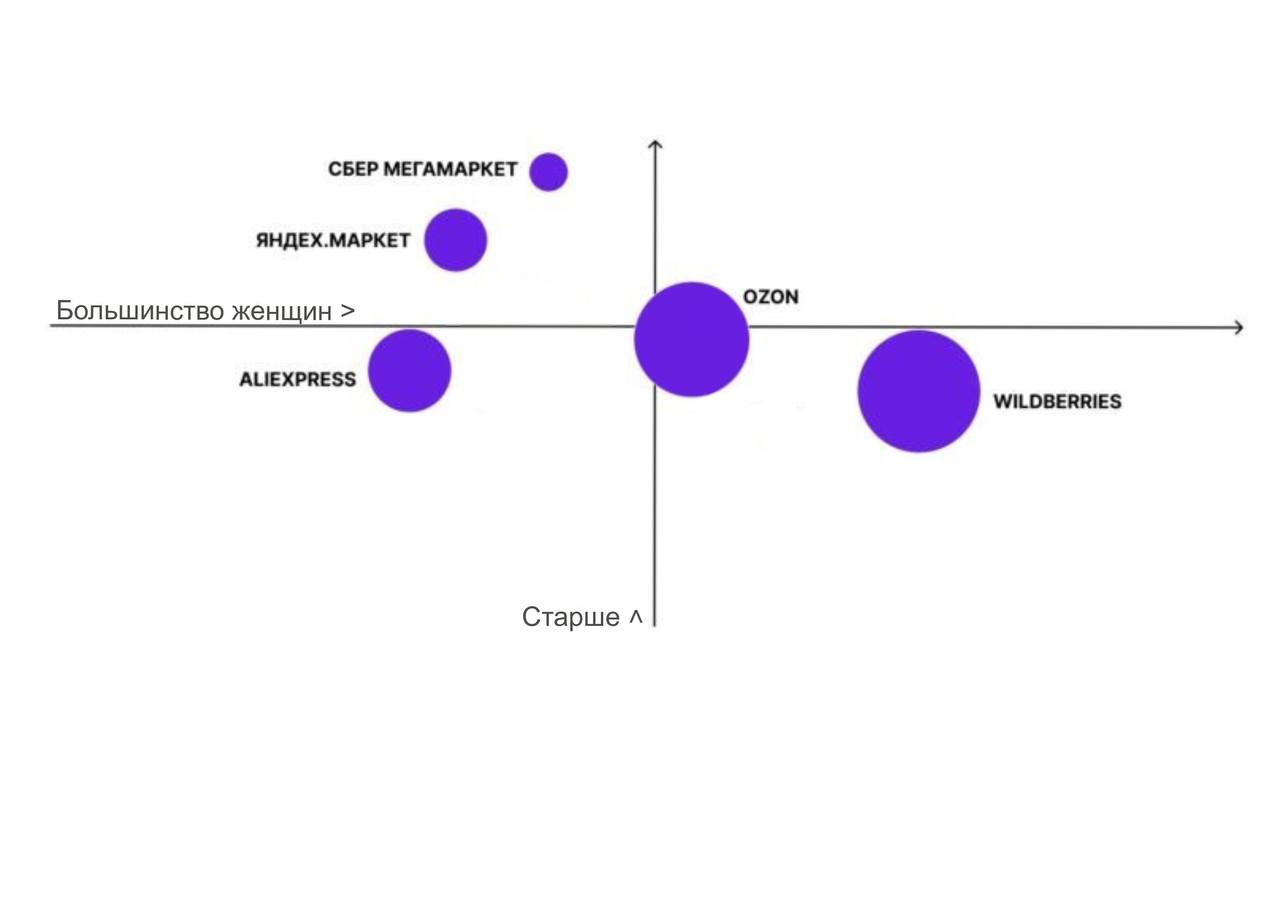 СБЕР МЕГАМАРКЕТ
ЯНДЕХ.МАРКЕТ
OZON
Большинство женщин >
ALIEXPRESS
WILDBERRIES
Старше ^